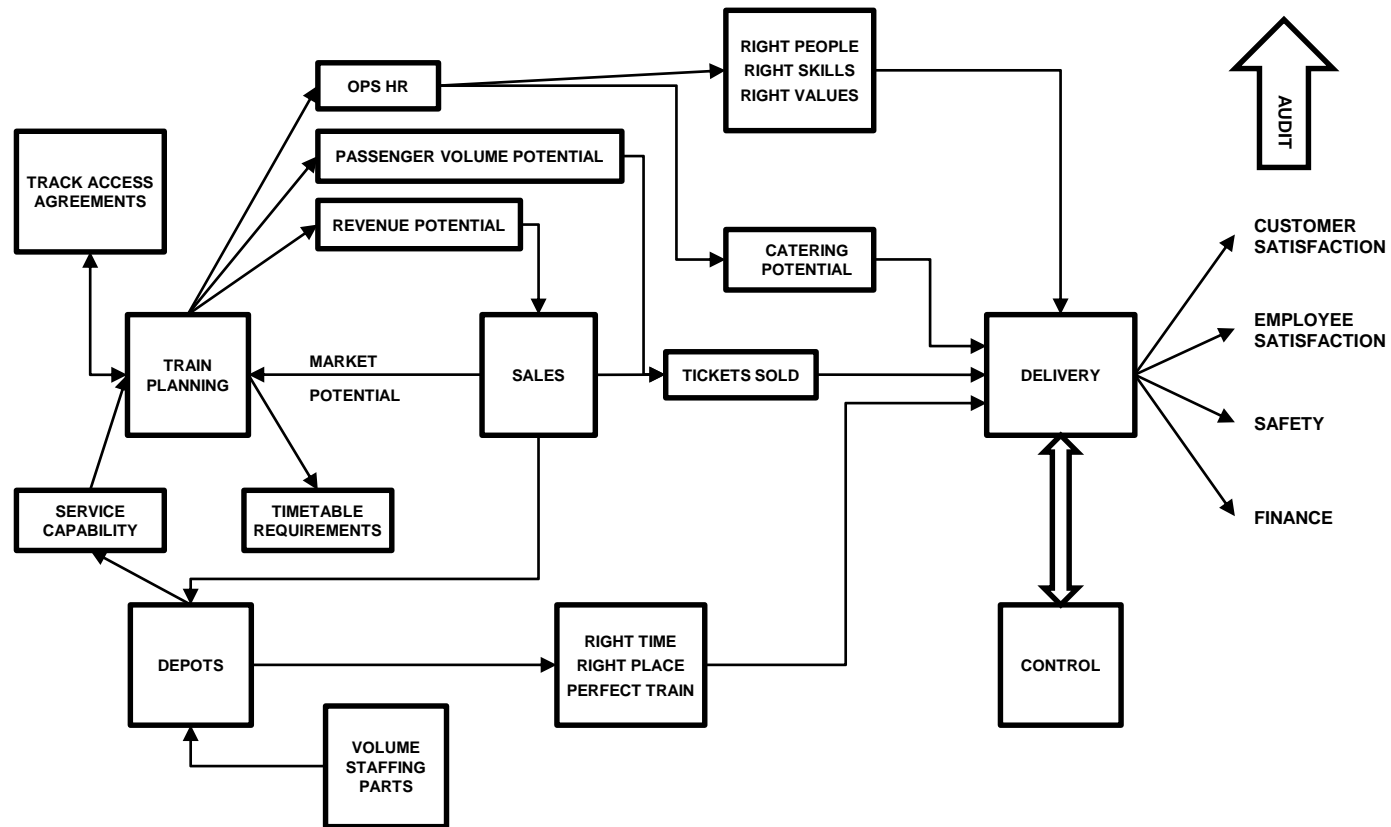 RIGHT PEOPLE
RIGHT SKILLS
RIGHT VALUES
OPS HR
AUDIT
PASSENGER VOLUME POTENTIAL
TRACK ACCESS
AGREEMENTS
REVENUE POTENTIAL
CATERING
POTENTIAL
CUSTOMER
SATISFACTION
EMPLOYEE
SATISFACTION
TRAIN
PLANNING
MARKET
POTENTIAL
SALES
TICKETS SOLD
DELIVERY
SAFETY
SERVICE
CAPABILITY
TIMETABLE
REQUIREMENTS
FINANCE
DEPOTS
RIGHT TIME
RIGHT PLACE
PERFECT TRAIN
CONTROL
VOLUME
STAFFING
PARTS